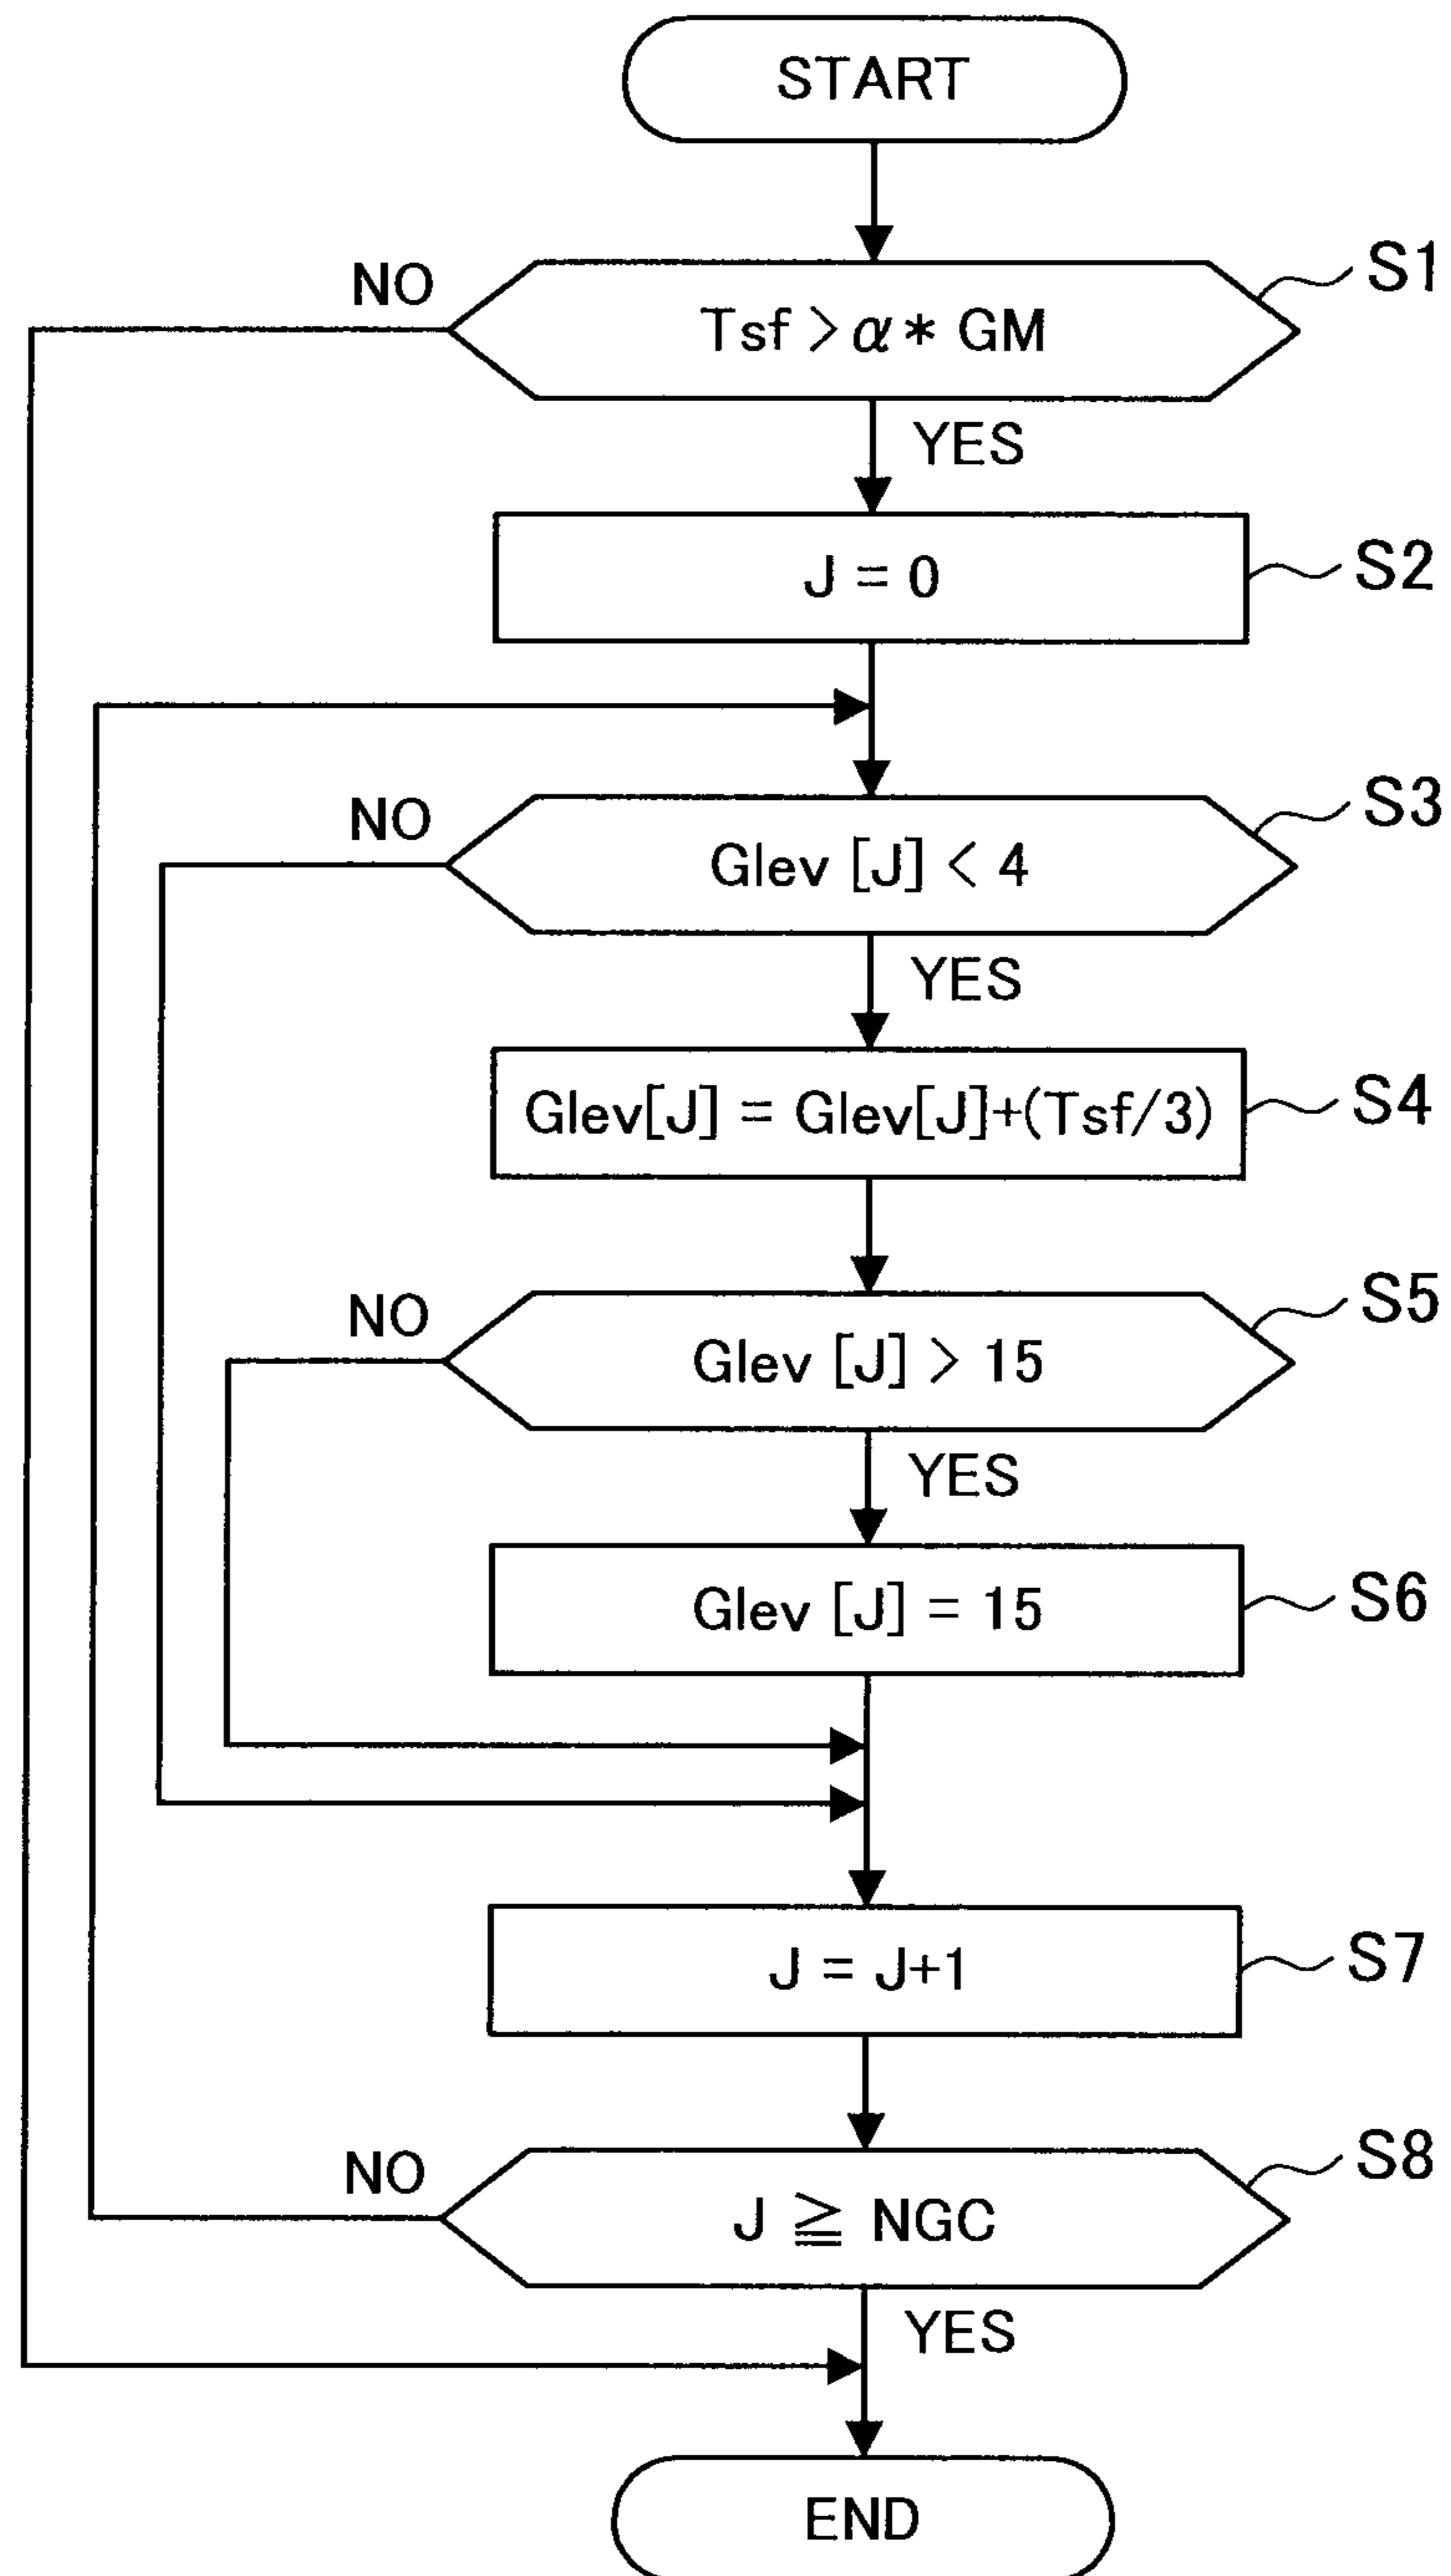 START
NO
S1
Tsf > α * GM
YES
J = 0
S2
NO
S3
Glev [J] < 4
YES
Glev[J] = Glev[J]+(Tsf/3)
S4
NO
S5
Glev [J] > 15
YES
Glev [J] = 15
S6
J = J+1
S7
NO
S8
J ≧ NGC
YES
END